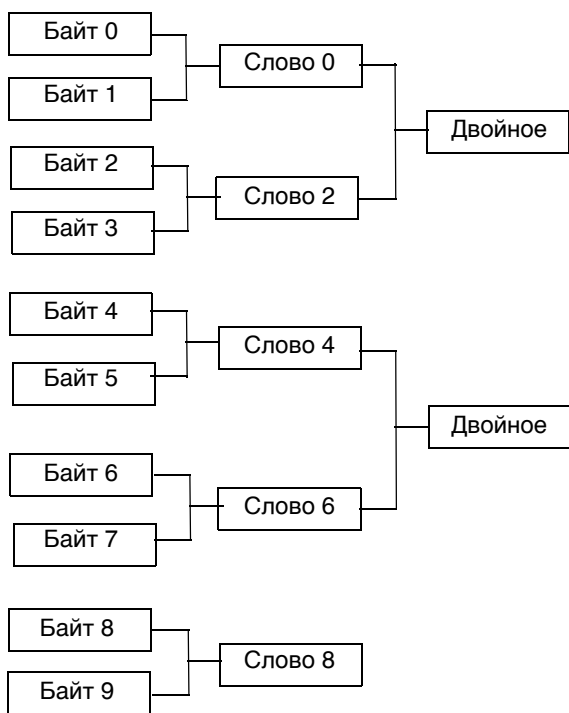 Байт 0
Слово 0
Байт 1
Двойное
Байт 2
Слово 2
Байт 3
Байт 4
Слово 4
Байт 5
Двойное
Байт 6
Слово 6
Байт 7
Байт 8
Слово 8
Байт 9